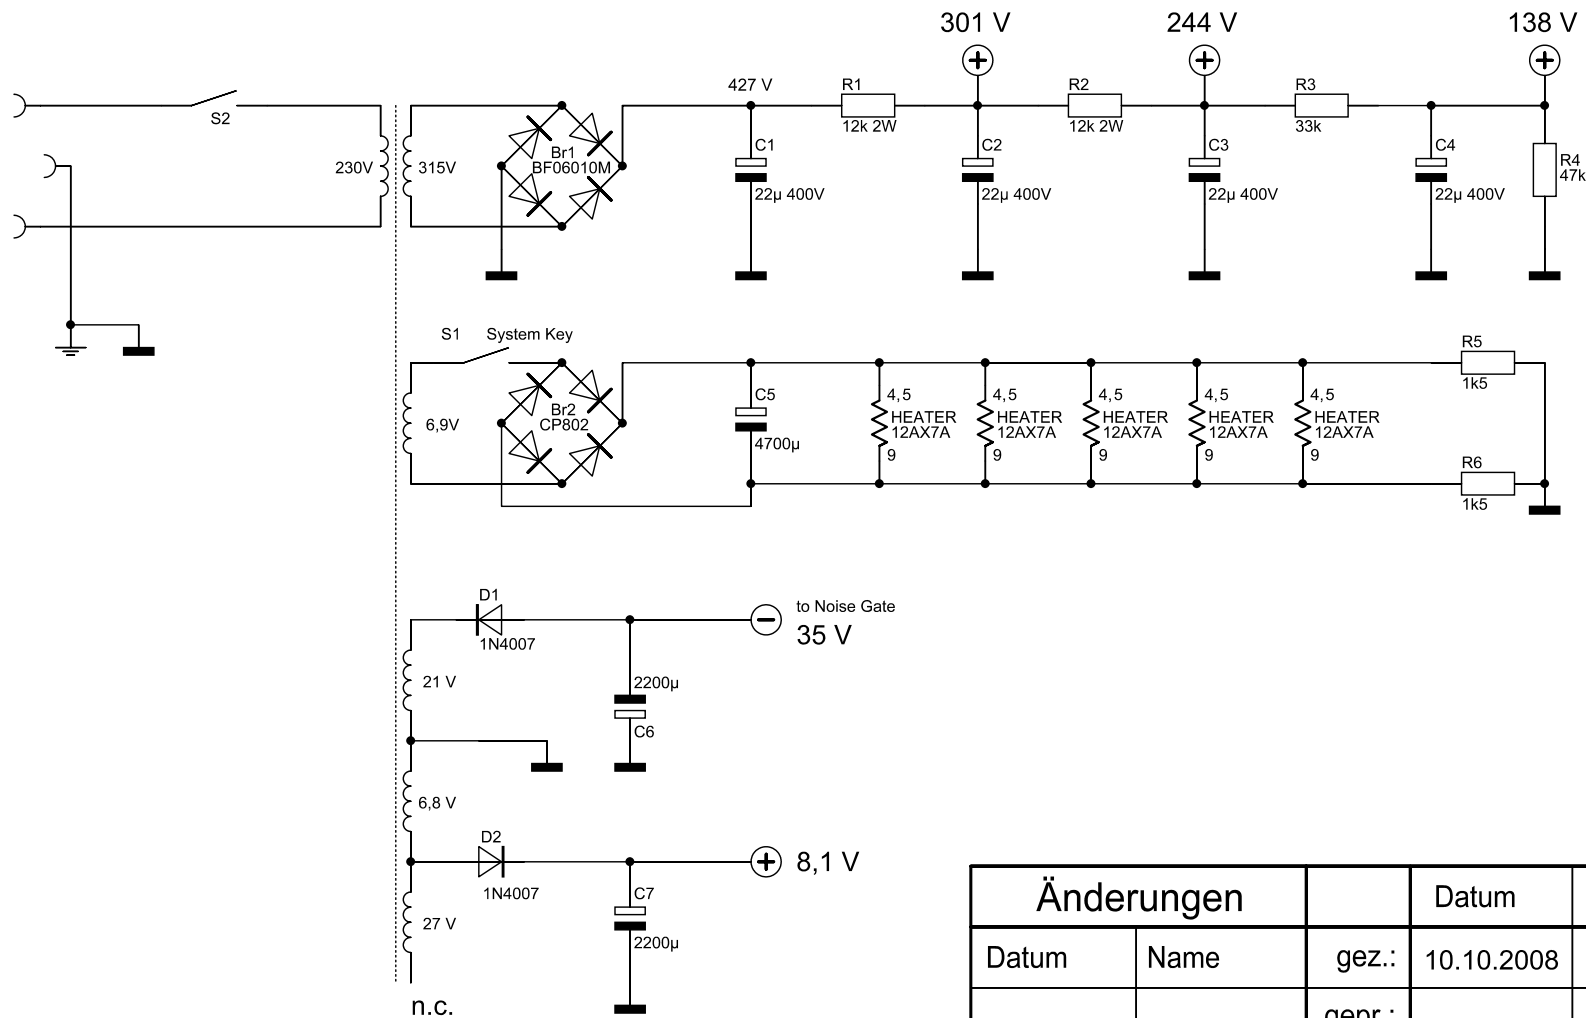 301 V
244 V
138 V
427 V
R1
12k 2W
R2
12k 2W
R3
33k
S2
230V
315V
Br1
BF06010M
C1
22µ 400V
C2
22µ 400V
C3
22µ 400V
C4
22µ 400V
R4
47k
S1
System Key
6,9V
Br2
CP802
C5
4700µ
4,5
HEATER
12AX7A
9
4,5
HEATER
12AX7A
9
4,5
HEATER
12AX7A
9
4,5
HEATER
12AX7A
9
4,5
HEATER
12AX7A
9
R5
1k5
R6
1k5
D1
1N4007
to Noise Gate
35 V
21 V
2200µ
C6
6,8 V
D2
1N4007
8,1 V
C7
2200µ
27 V
n.c.
Änderungen
Datum
Datum
Name
gez.:
10.10.2008
gepr.: